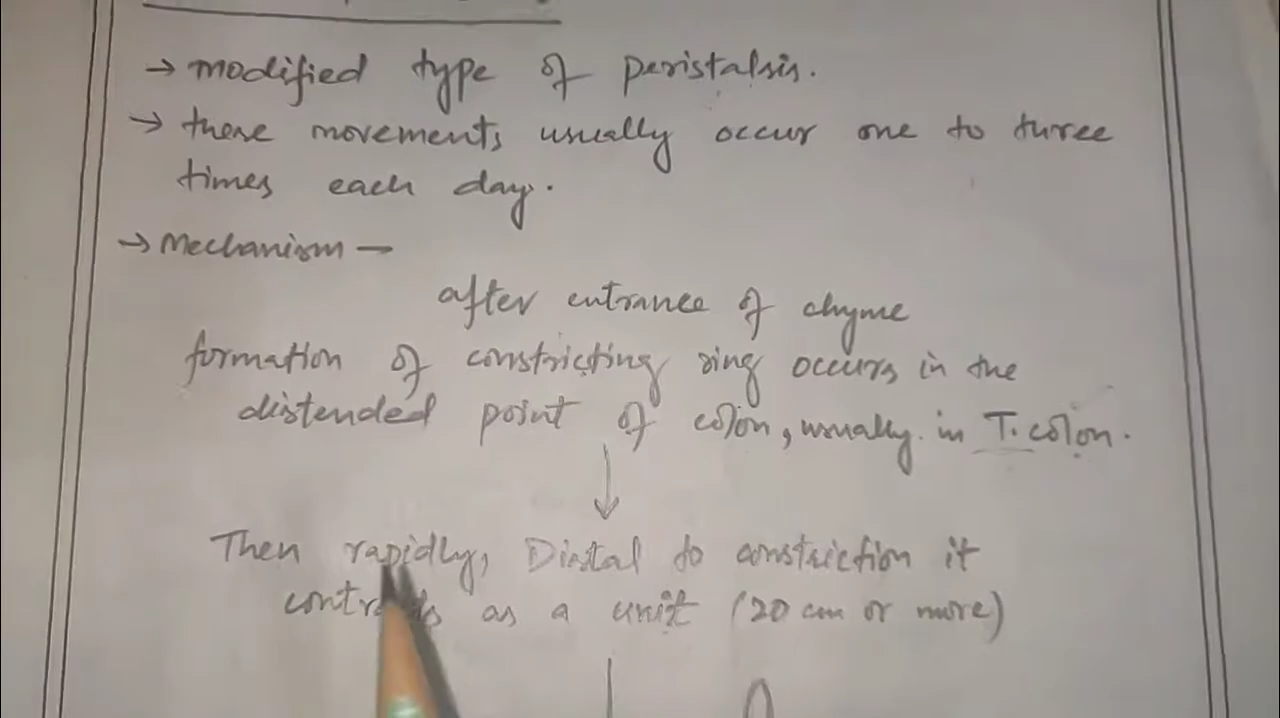 → modified type of peristalsis.
→ these movements usually occur one to three
times each day.
→ Mechanism —
after entrance of chyme
formation of constricting ring occurs in the
distended point of colon, usually in T. colon.
↓
Then rapidly, Distal to constriction it
contracts as a unit (20 cm or more)